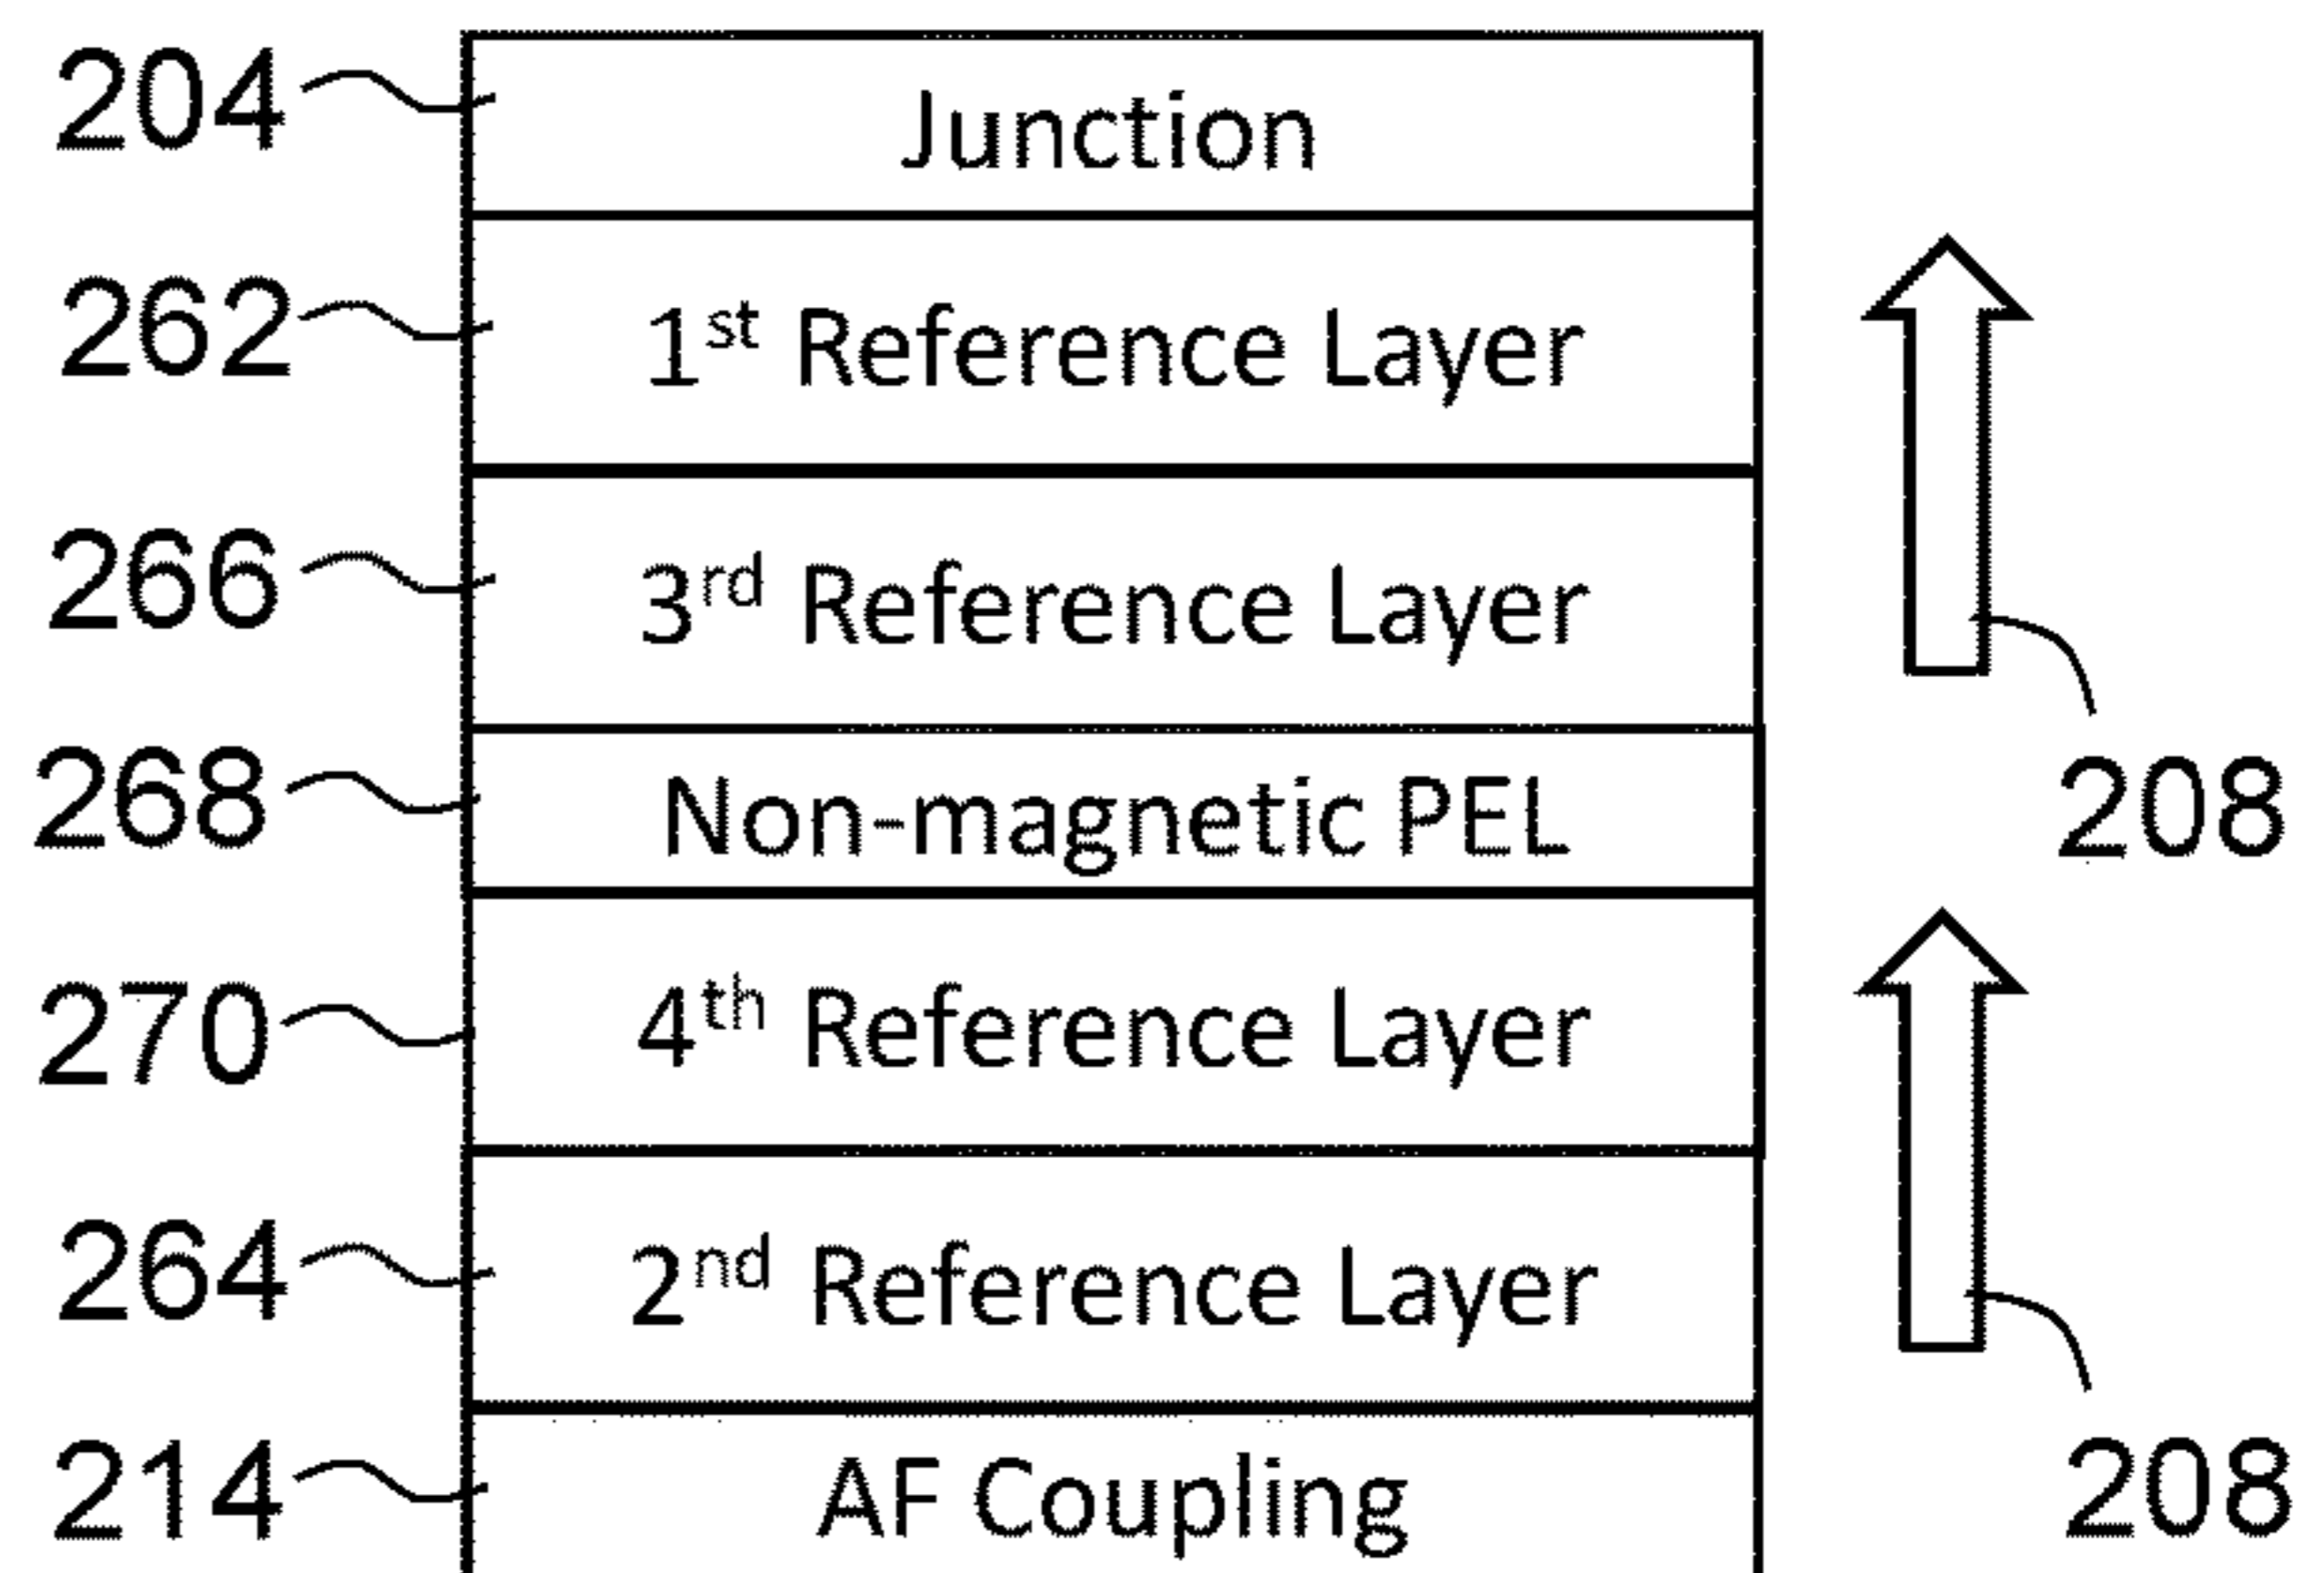 204 Junction
262 1st Reference Layer
266 3rd Reference Layer
268 Non-magnetic PEL 208
270 4th Reference Layer
264 2nd Reference Layer
214 AF Coupling 208